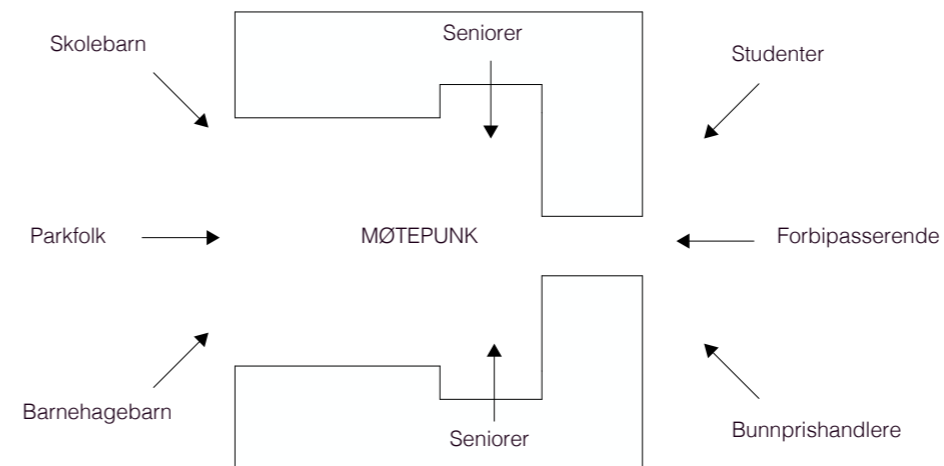 Seniorer
Skolebarn
Studenter
Parkfolk
MØTEPUNK
Forbipasserende
Barnehagebarn
Seniorer
Bunnprishandlere